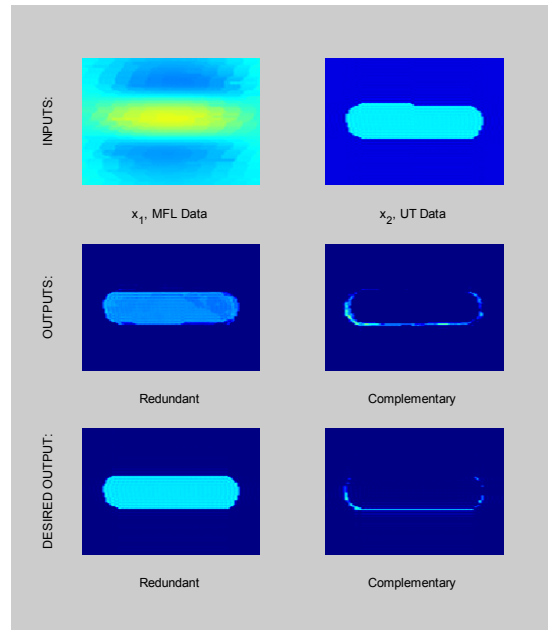 INPUTS:
x1, MFL Data
x2, UT Data
OUTPUTS:
Redundant
Complementary
DESIRED OUTPUT:
Redundant
Complementary